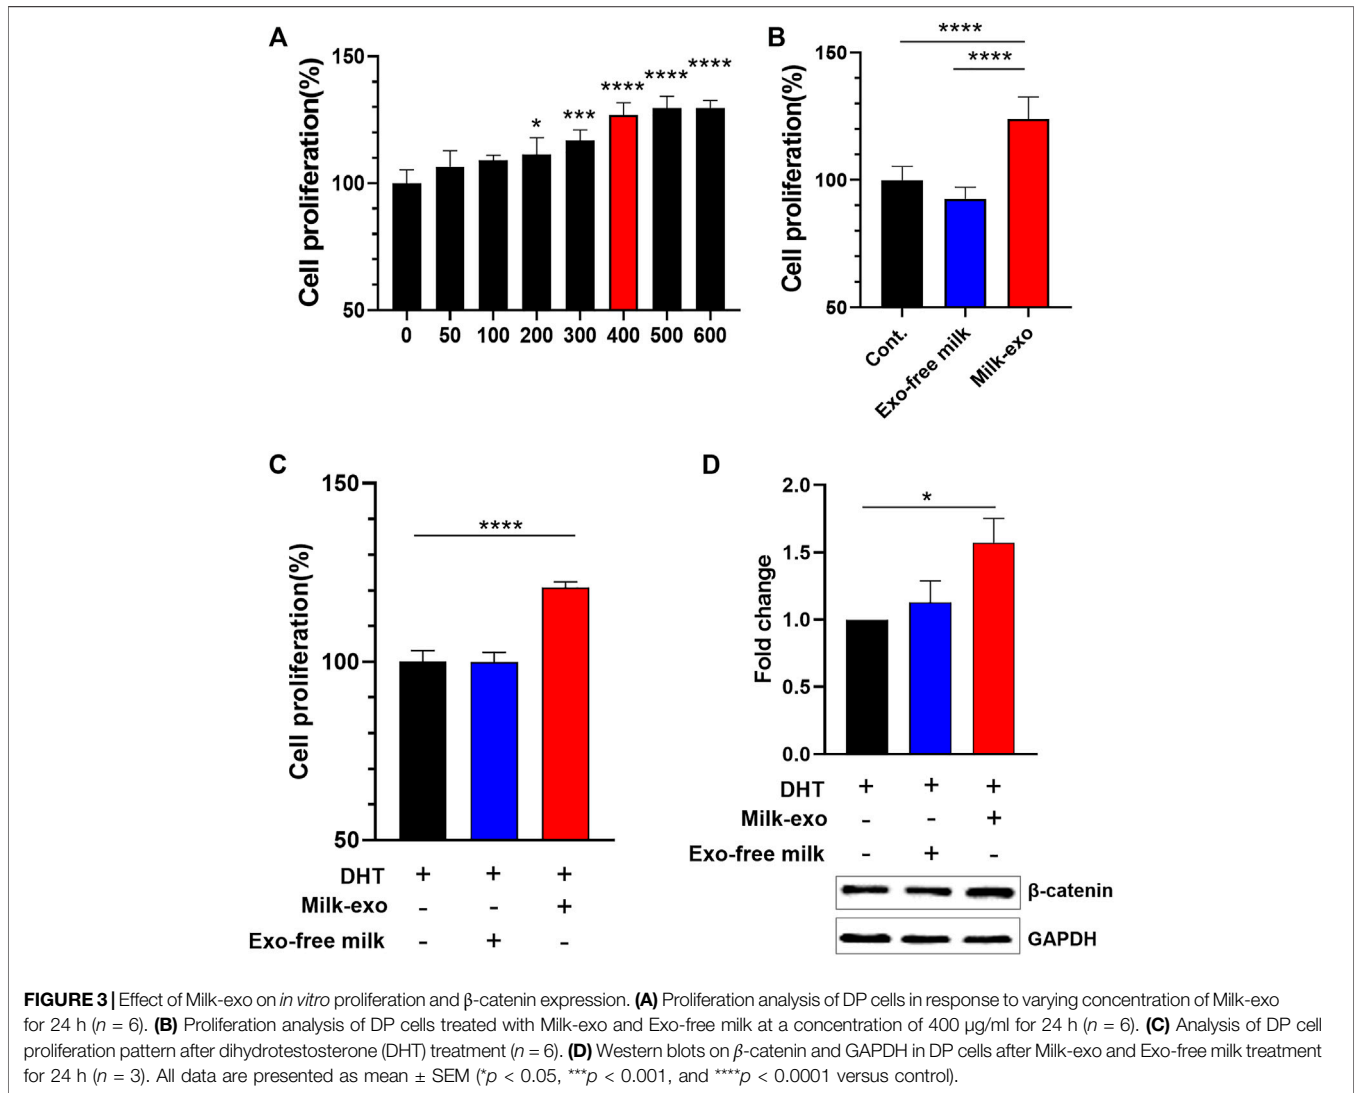 A
Cell proliferation(%)
150
100
50
* *** **** **** ****
0 50 100 200 300 400 500 600
B
Cell proliferation(%)
150
100
50
****
****
Cont. Exo-free milk Milk-exo
C
Cell proliferation(%)
150
100
50
****
DHT + + +
Milk-exo - - +
Exo-free milk - + -
D
Fold change
2.0
1.5
1.0
0.5
0.0
*
DHT + + +
Milk-exo - - +
Exo-free milk - + -
β-catenin
GAPDH
FIGURE 3 | Effect of Milk-exo on in vitro proliferation and β-catenin expression. (A) Proliferation analysis of DP cells in response to varying concentration of Milk-exo
for 24 h (n = 6). (B) Proliferation analysis of DP cells treated with Milk-exo and Exo-free milk at a concentration of 400 μg/ml for 24 h (n = 6). (C) Analysis of DP cell
proliferation pattern after dihydrotestosterone (DHT) treatment (n = 6). (D) Western blots on β-catenin and GAPDH in DP cells after Milk-exo and Exo-free milk treatment
for 24 h (n = 3). All data are presented as mean ± SEM (*p < 0.05, ***p < 0.001, and ****p < 0.0001 versus control).